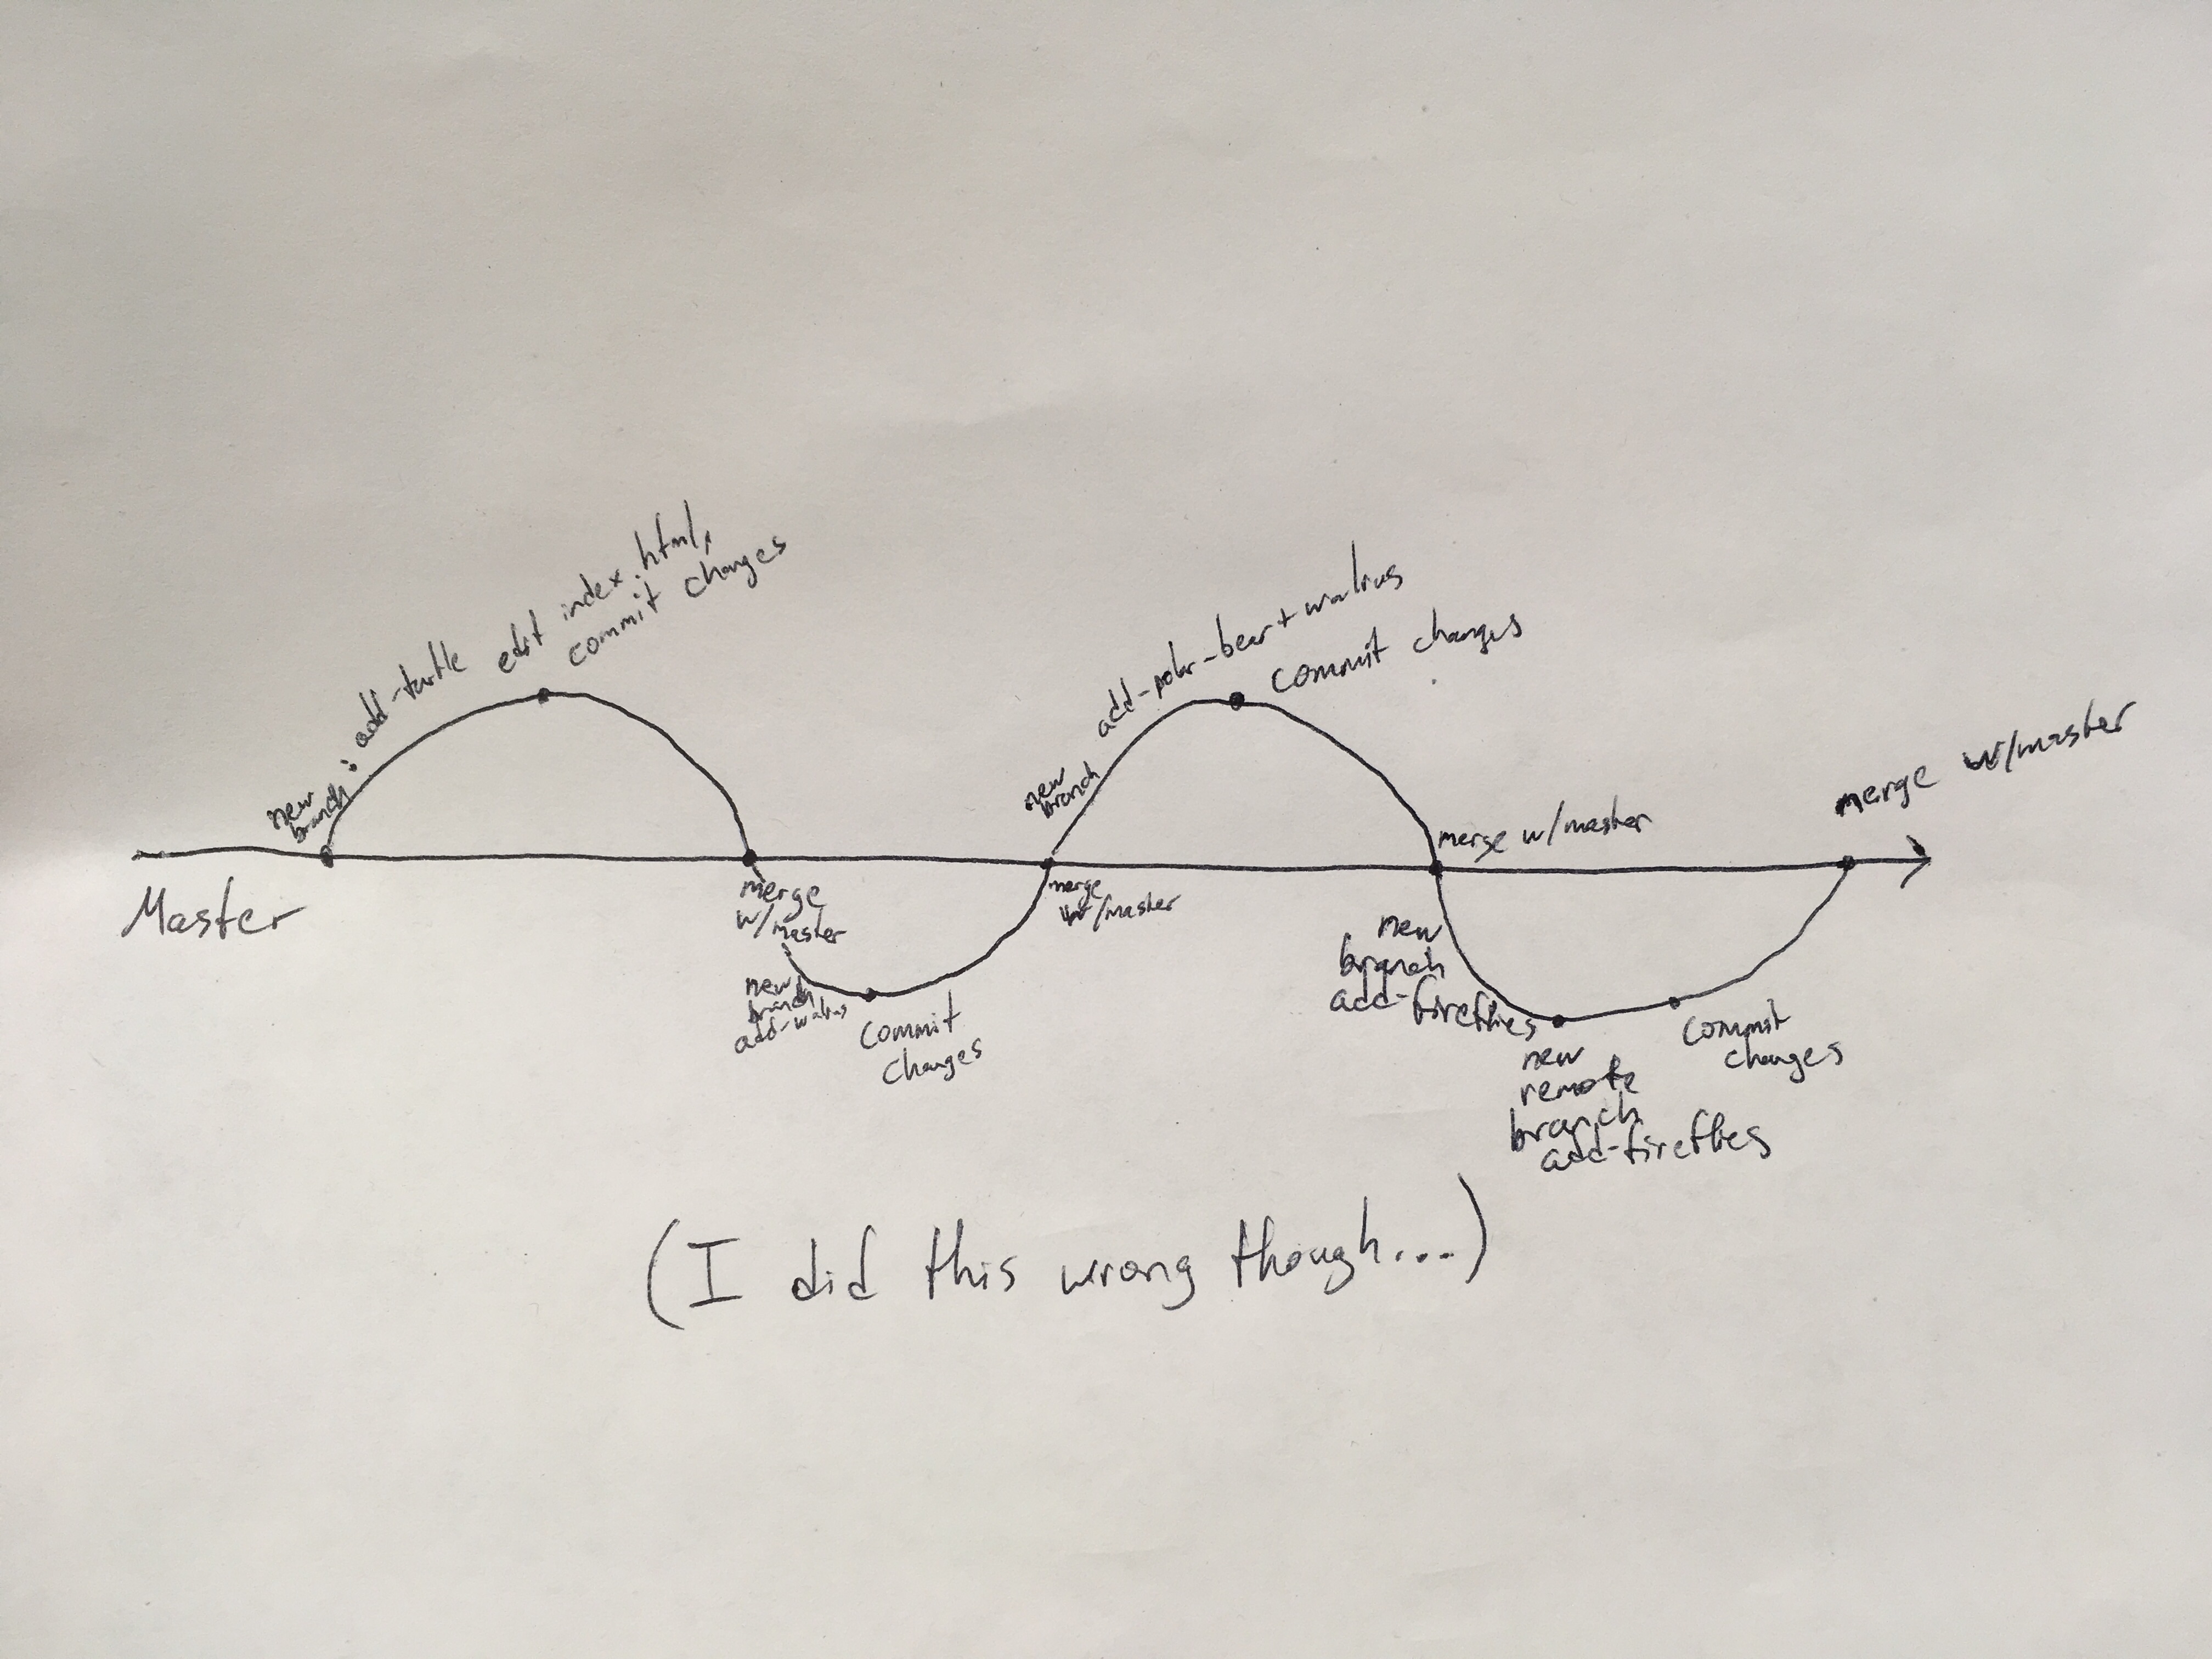 new
branch: add-turtle edit index.html,
commit changes
Master
merge
w/master
new
branch
add-walrus
commit
changes
merge
w/master
new
branch
add-polar-bear+walrus
commit changes
merge w/master
new
branch
add-fireflies
new
remote
branch
add-fireflies
commit
changes
merge w/master
(I did this wrong though...)